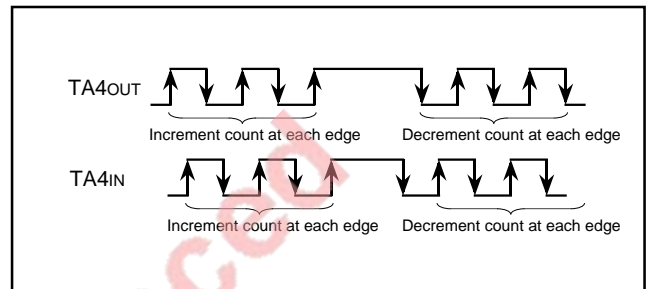 TA4OUT
Increment count at each edge Decrement count at each edge
TA4IN
Increment count at each edge Decrement count at each edge